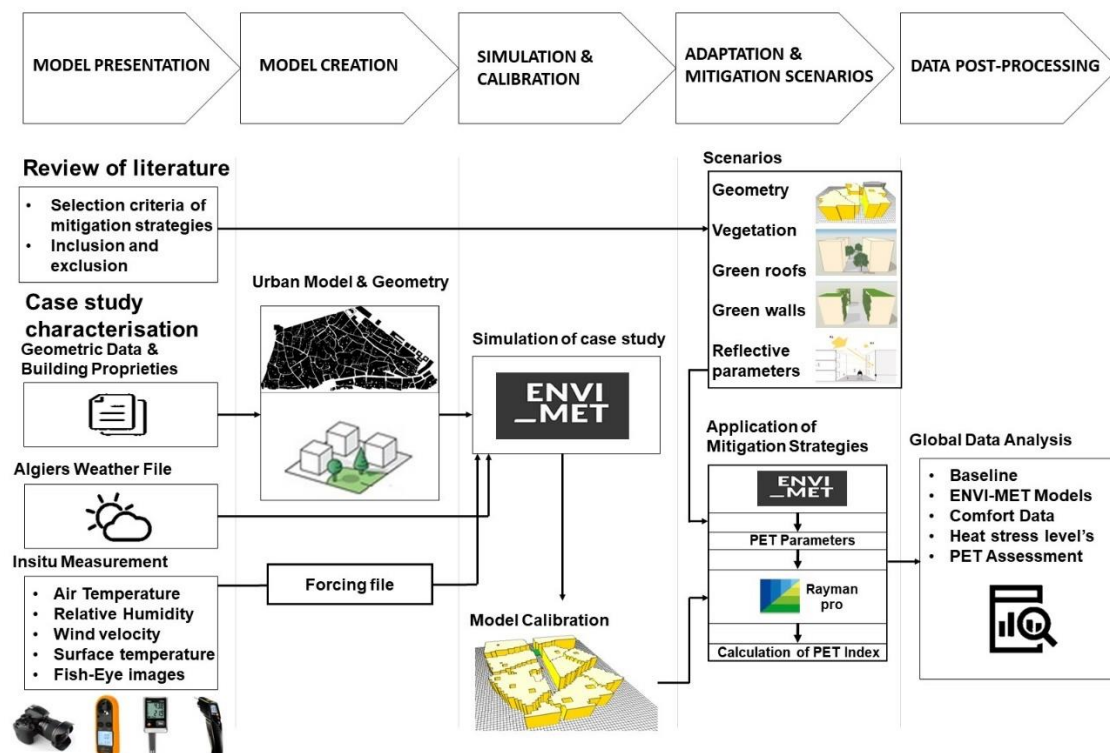 MODEL PRESENTATION
MODEL CREATION
SIMULATION &
CALIBRATION
ADAPTATION &
MITIGATION SCENARIOS
DATA POST-PROCESSING
Review of literature
• Selection criteria of
mitigation strategies
• Inclusion and
exclusion
Case study
characterisation
Geometric Data &
Building Proprieties
Algiers Weather File
Insitu Measurement
• Air Temperature
• Relative Humidity
• Wind velocity
• Surface temperature
• Fish-Eye images
Urban Model & Geometry
Forcing file
Simulation of case study
ENVI
_MET
Model Calibration
Scenarios
Geometry
Vegetation
Green roofs
Green walls
Reflective
parameters
Application of
Mitigation Strategies
ENVI
_MET
PET Parameters
Rayman
pro
Calculation of PET Index
Global Data Analysis
• Baseline
• ENVI-MET Models
• Comfort Data
• Heat stress level's
• PET Assessment